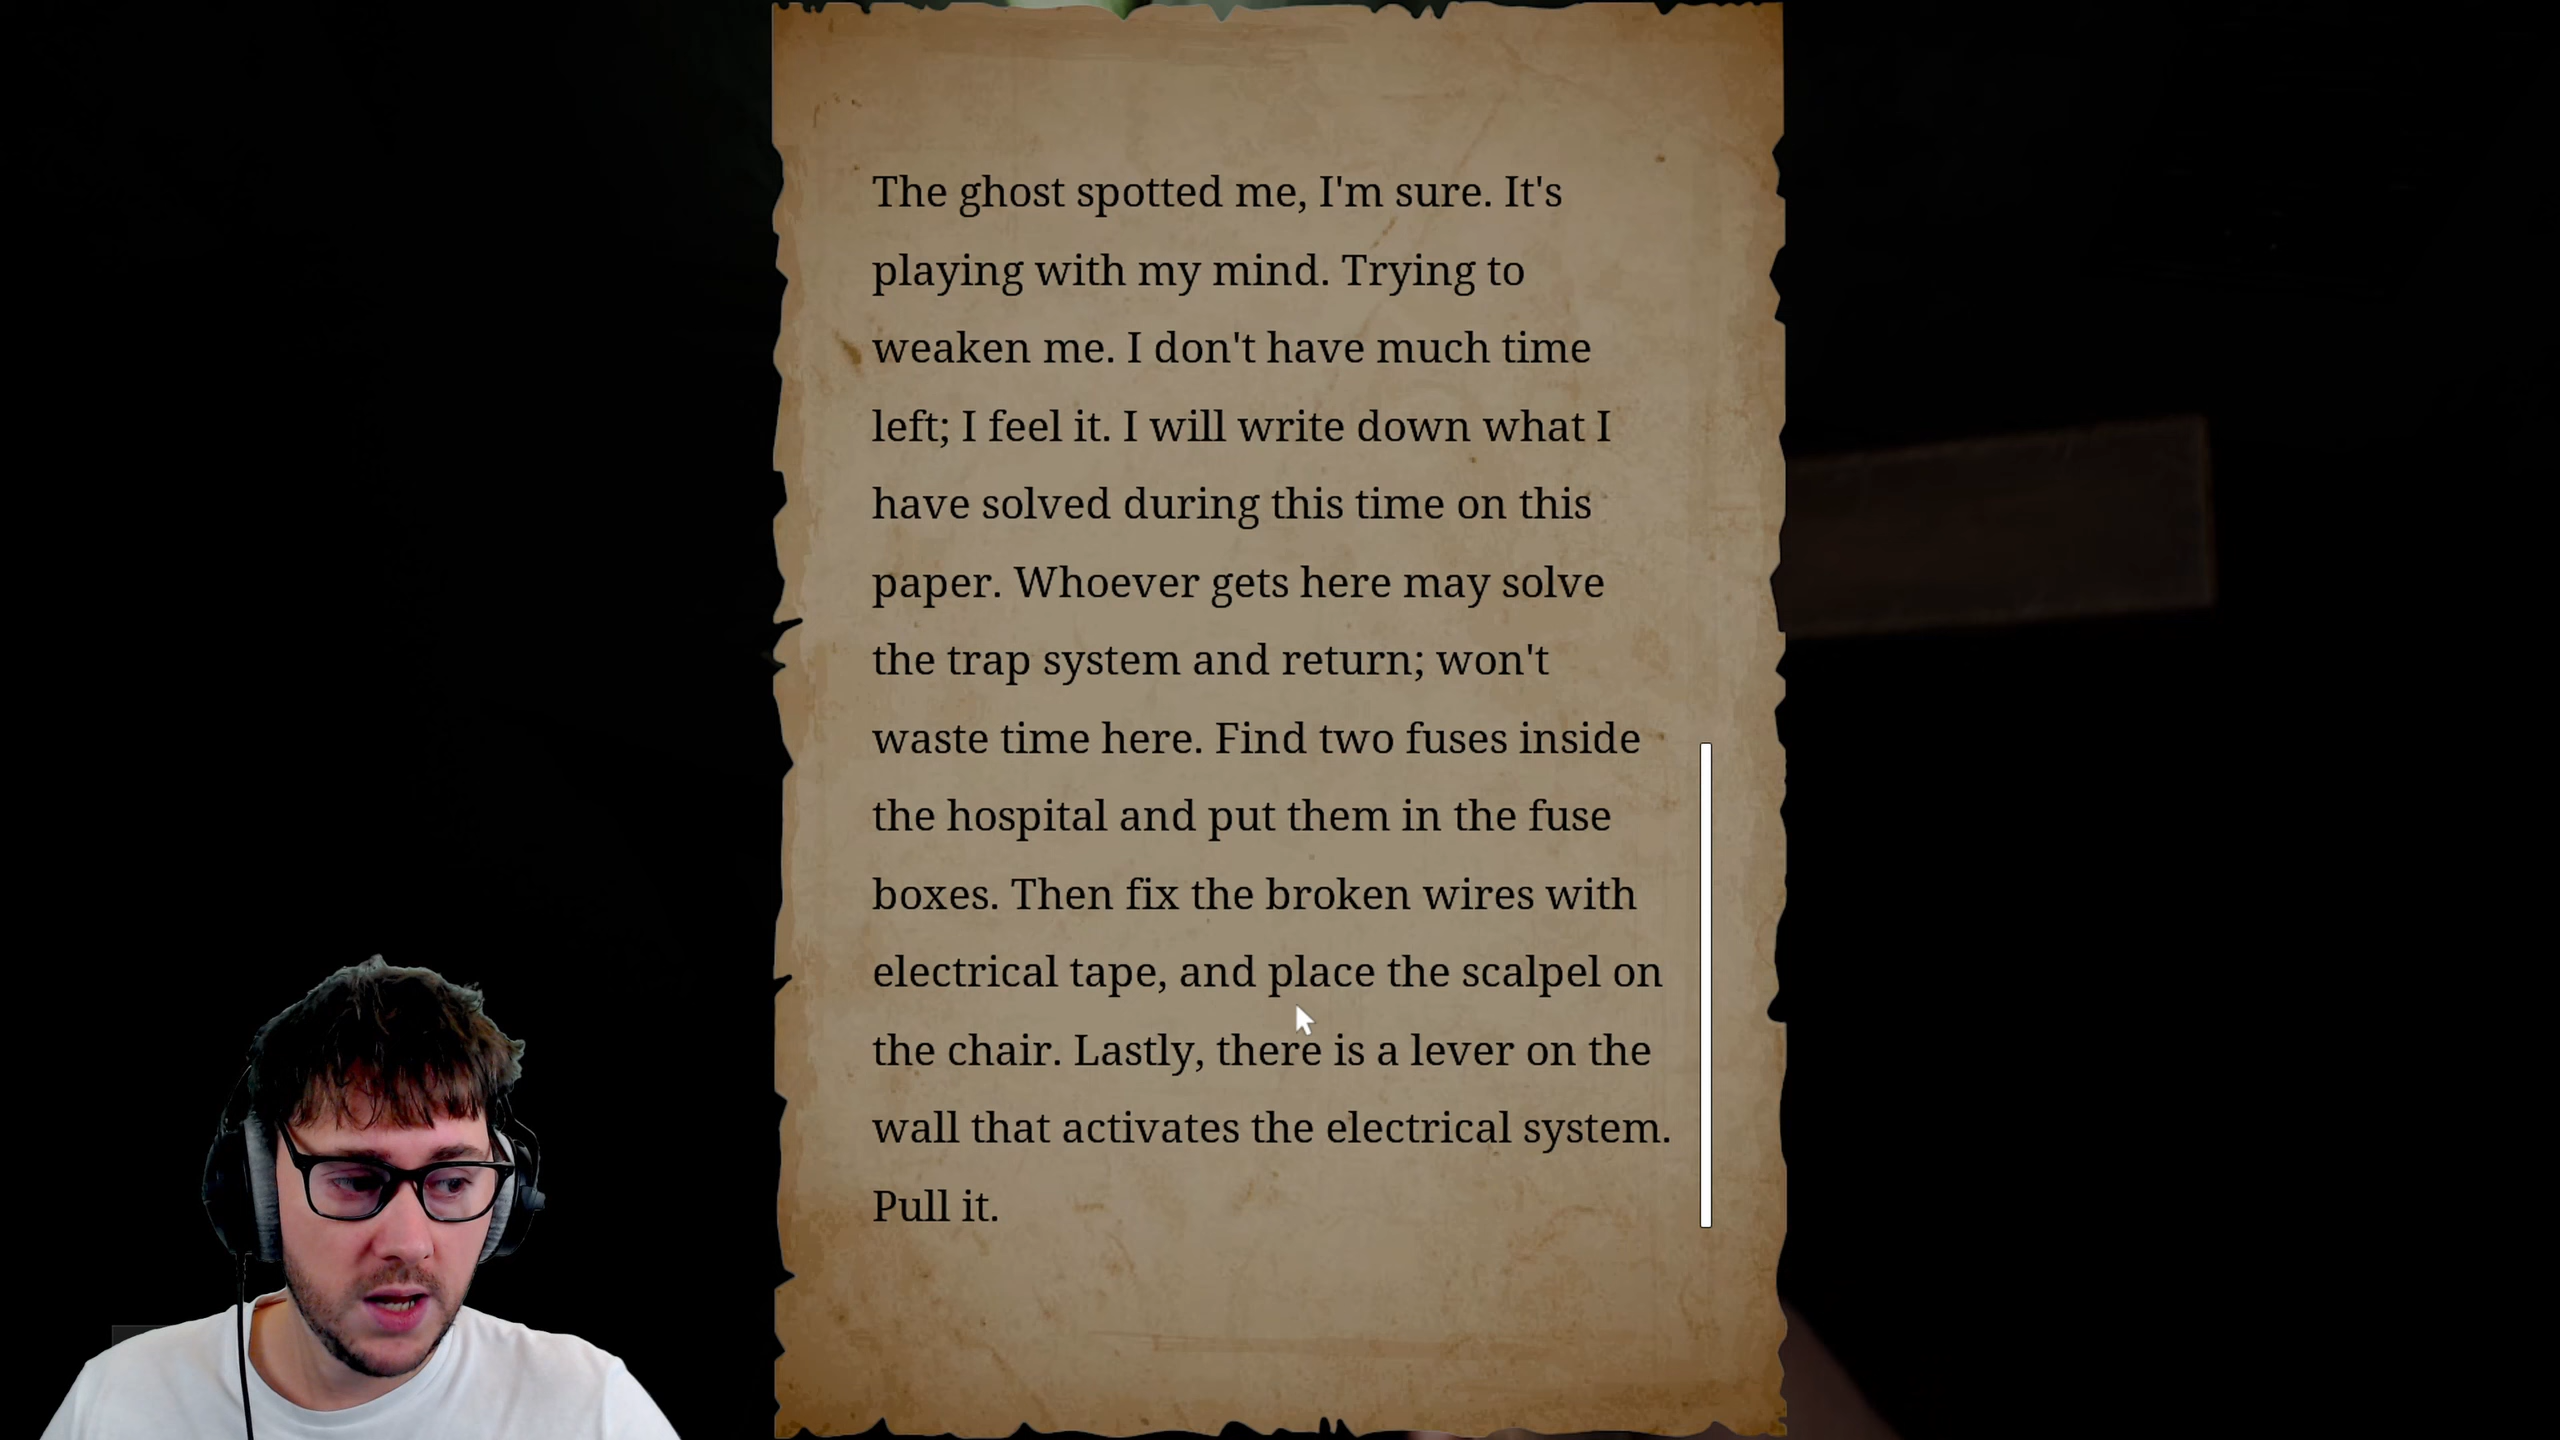 The ghost spotted me, I'm sure. It's
playing with my mind. Trying to
weaken me. I don't have much time
left; I feel it. I will write down what I
have solved during this time on this
paper. Whoever gets here may solve
the trap system and return; won't
waste time here. Find two fuses inside
the hospital and put them in the fuse
boxes. Then fix the broken wires with
electrical tape, and place the scalpel on
the chair. Lastly, there is a lever on the
wall that activates the electrical system.
Pull it.